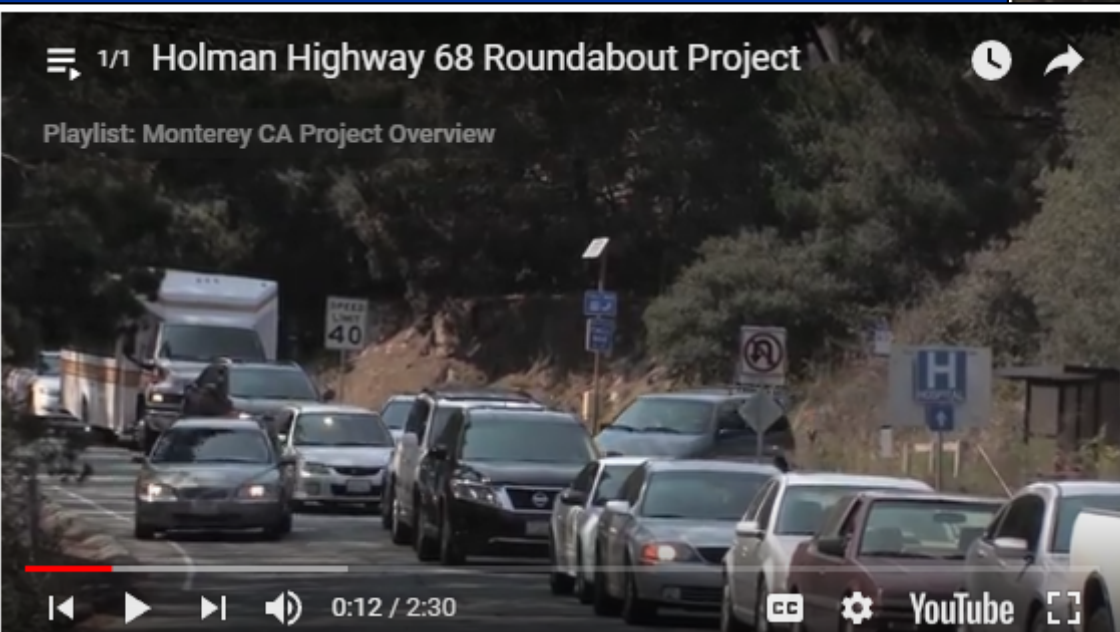 1/1 Holman Highway 68 Roundabout Project
Playlist: Monterey CA Project Overview
SPEED
LIMIT
40
H
HOSPITAL
0:12 / 2:30
CC
YouTube